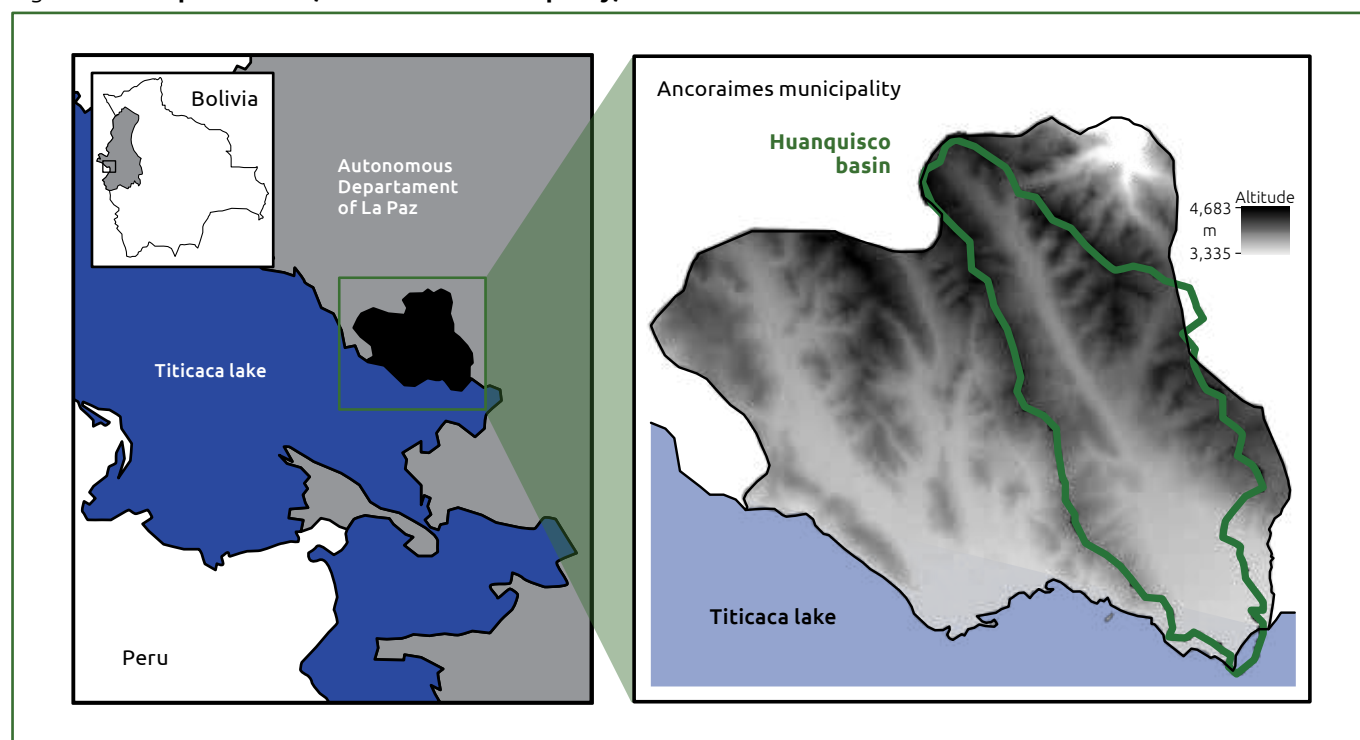 Bolivia
Autonomous
Departament
of La Paz
Titicaca lake
Peru
Ancoraimes municipality
Huanquisco
basin
Altitude
4,683
m
3,335
Titicaca lake